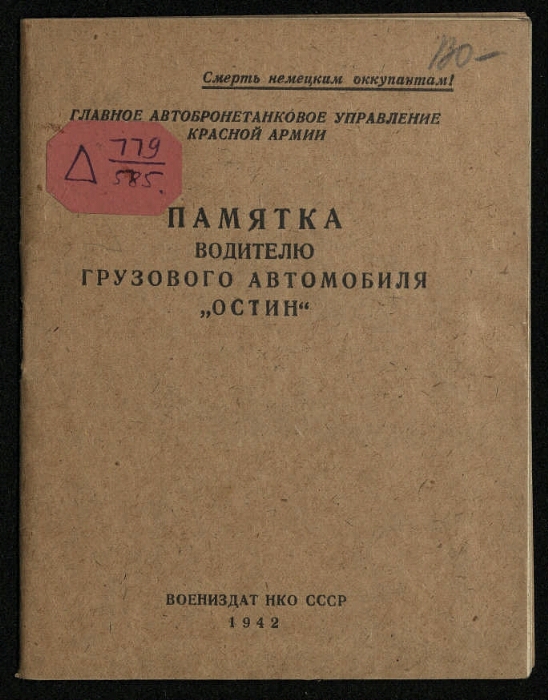 130-
Смерть немецким оккупантам!
ГЛАВНОЕ АВТОБРОНЕТАНКОВОЕ УПРАВЛЕНИЕ
КРАСНОЙ АРМИИ
Д 779
585.
ПАМЯТКА
ВОДИТЕЛЮ
ГРУЗОВОГО АВТОМОБИЛЯ
„ОСТИН“
ВОЕНИЗДАТ НКО СССР
1942